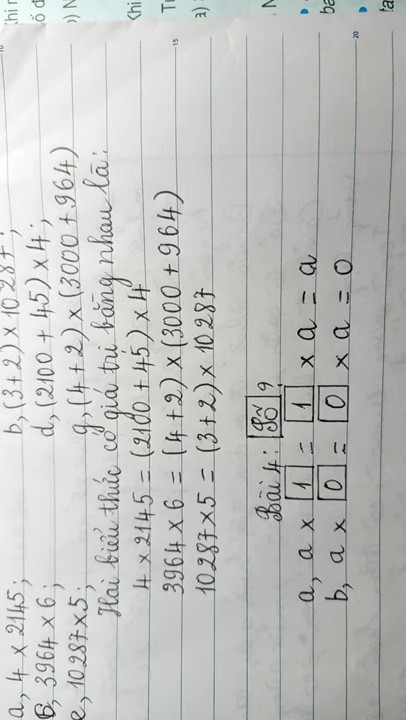 a, 4 x 2145; b, (3+2) x 10287;
c, 3964 x 6; d, (2100 + 45) x 4;
e, 10287 x 5; g, (4+2) x (3000 + 964)
Hai biểu thức có giá trị bằng nhau là:
4 x 2145 = (2100 + 45) x 4
3964 x 6 = (4+2) x (3000 + 964)
10287 x 5 = (3+2) x 10287
Bài 4: Số ?
a, a x 1 = 1 x a = a
b, a x 0 = 0 x a = 0